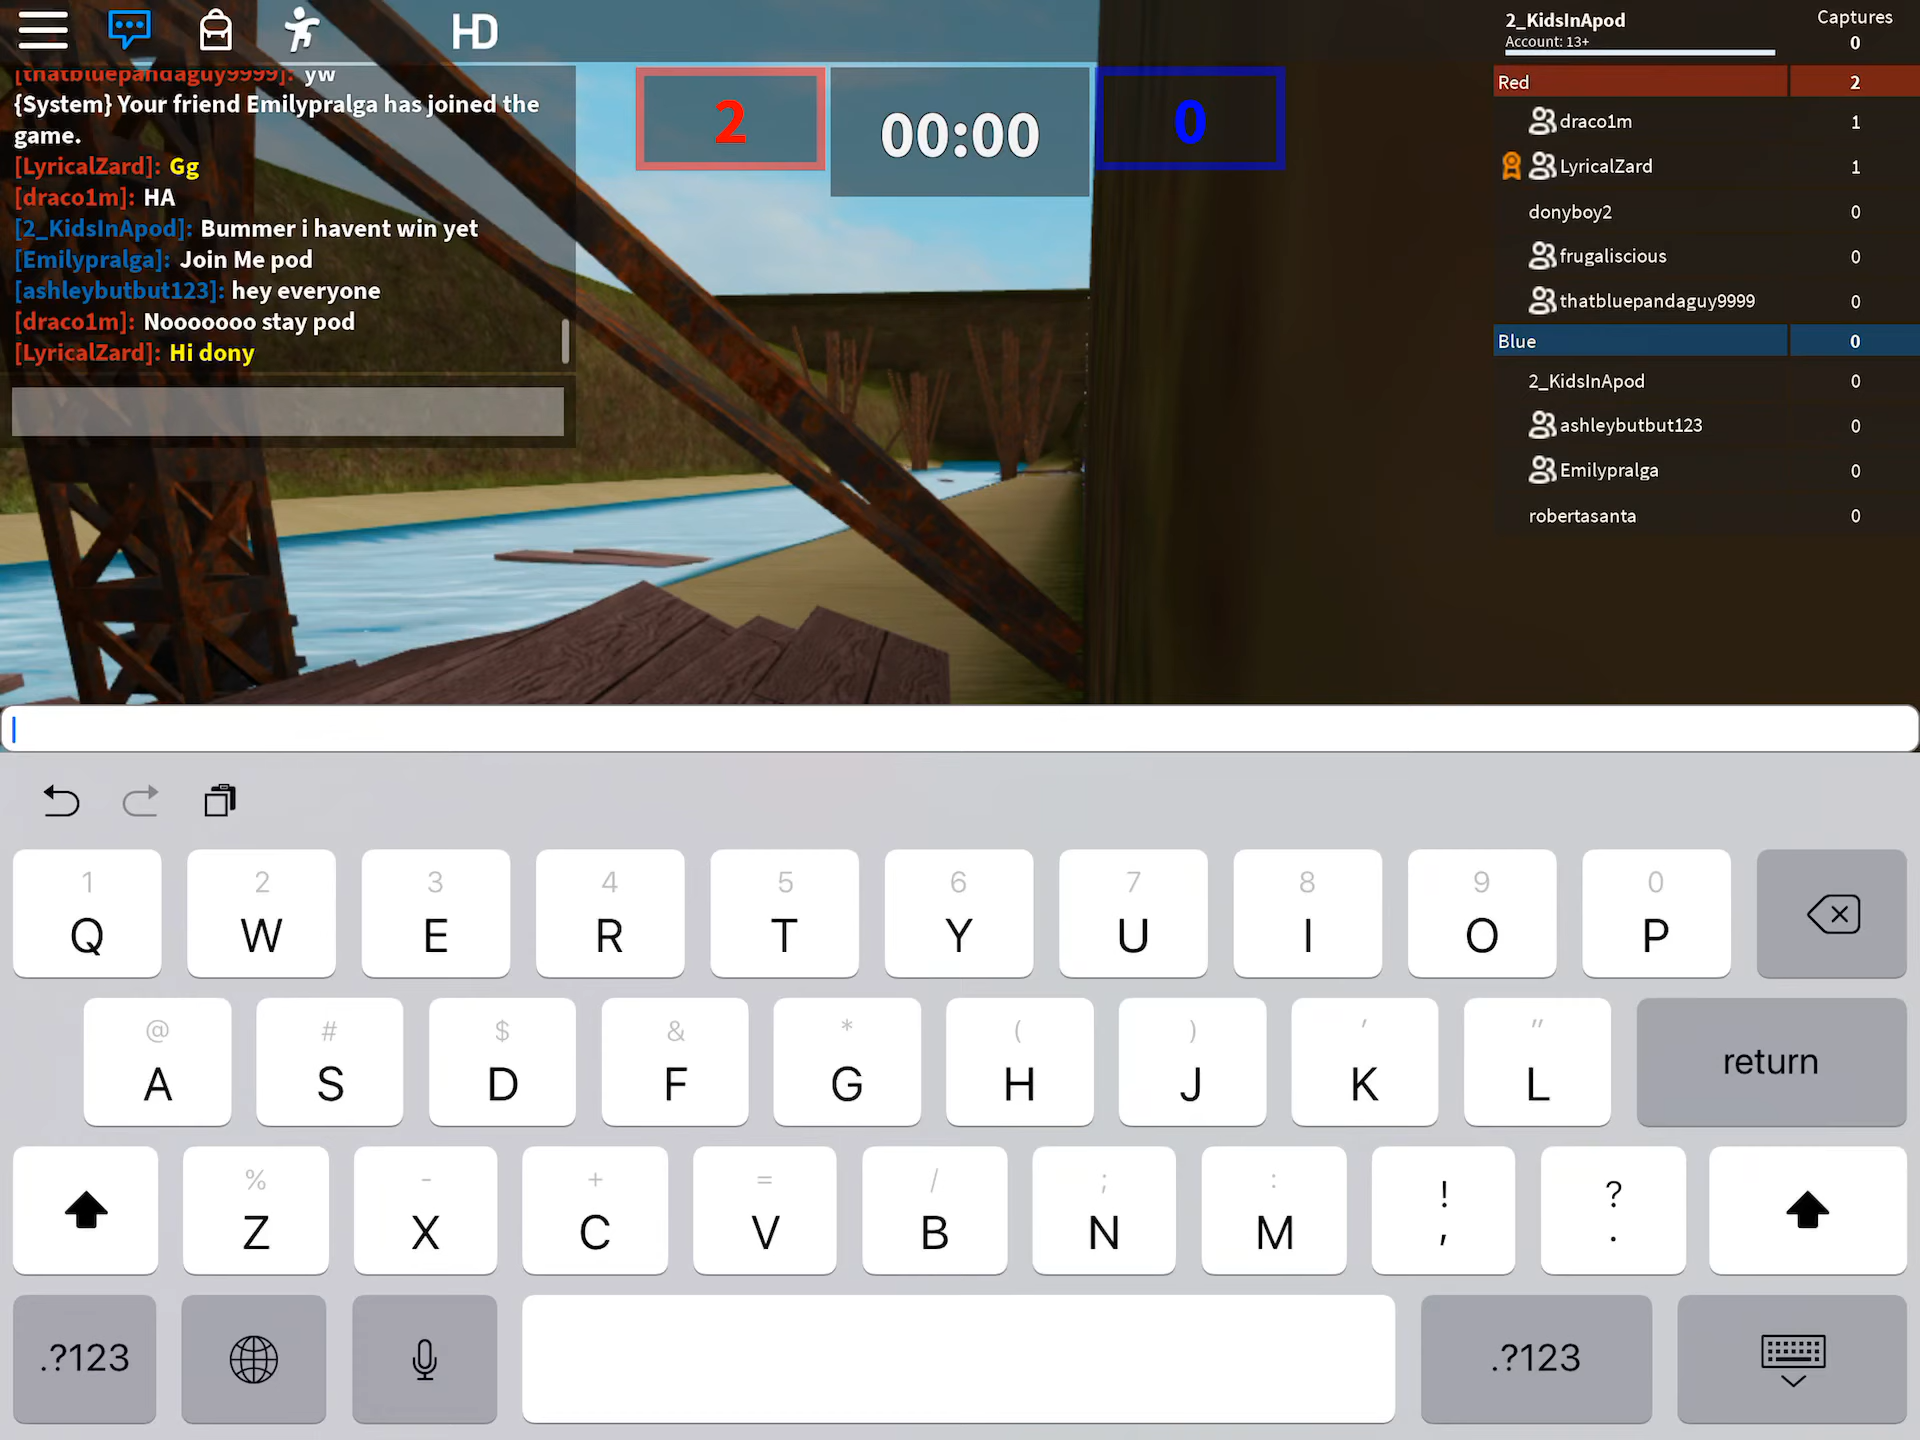 HD
[thatbluepandaguy9999]: yw
{System} Your friend Emilypralga has joined the
game.
[LyricalZard]: Gg
[draco1m]: HA
[2_KidsInApod]: Bummer i havent win yet
[Emilypralga]: Join Me pod
[ashleybutbut123]: hey everyone
[draco1m]: Nooooooo stay pod
[LyricalZard]: Hi dony
2 00:00 0
2_KidsInApod Captures
Account: 13+ 0
Red 2
draco1m 1
LyricalZard 1
donyboy2 0
frugaliscious 0
thatbluepandaguy9999 0
Blue 0
2_KidsInApod 0
ashleybutbut123 0
Emilypralga 0
robertasanta 0
1 2 3 4 5 6 7 8 9 0
Q W E R T Y U I O P
@ # $ & * ( ) ' "
A S D F G H J K L return
% - + = / ; : ! ?
Z X C V B N M , .
.?123 .?123